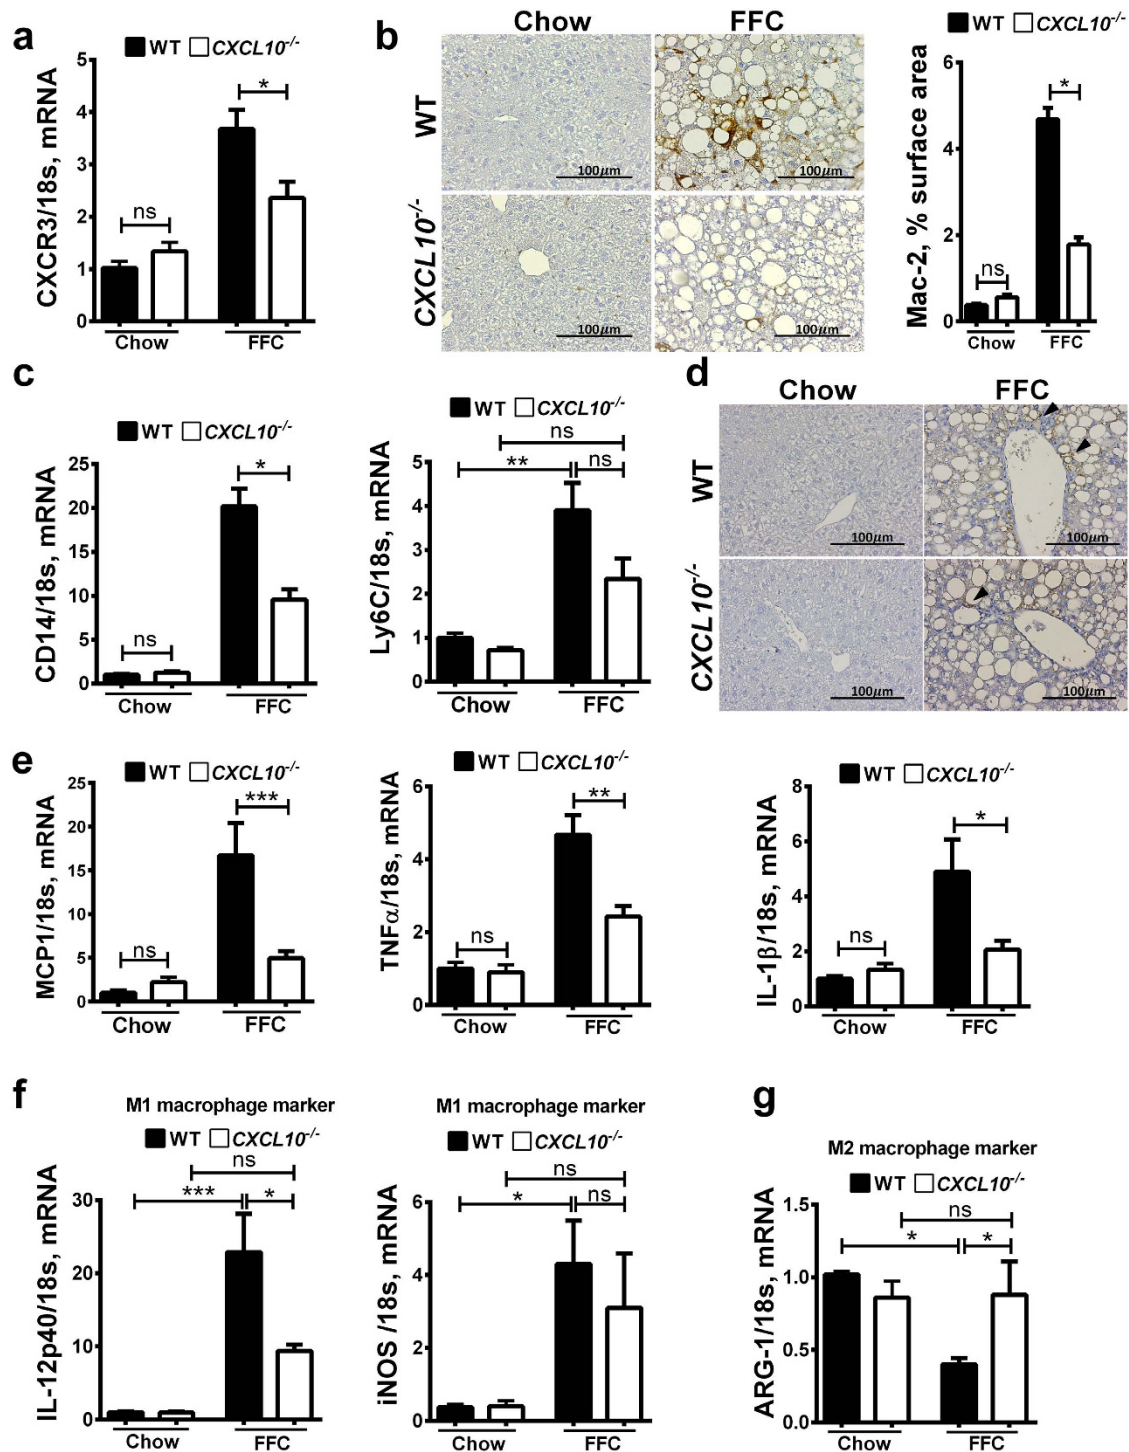 a
WT CXCL10-/-
CXCR3/18s, mRNA
5
4
3
2
1
0
ns
*
Chow
FFC
b
Chow
FFC
WT
CXCL10-/-
100μm
100μm
100μm
100μm
WT CXCL10-/-
Mac-2, % surface area
6
4
2
0
ns
*
Chow
FFC
c
WT CXCL10-/-
CD14/18s, mRNA
25
20
15
10
5
0
ns
*
Chow
FFC
WT CXCL10-/-
Ly6C/18s, mRNA
5
4
3
2
1
0
ns
**
ns
Chow
FFC
d
Chow
FFC
WT
CXCL10-/-
100μm
100μm
100μm
100μm
e
WT CXCL10-/-
MCP1/18s, mRNA
25
20
15
10
5
0
ns
***
Chow
FFC
WT CXCL10-/-
TNFα/18s, mRNA
6
4
2
0
ns
**
Chow
FFC
WT CXCL10-/-
IL-1β/18s, mRNA
8
6
4
2
0
ns
*
Chow
FFC
f
M1 macrophage marker
WT CXCL10-/-
IL-12p40/18s, mRNA
30
20
10
0
ns
***
*
Chow
FFC
M1 macrophage marker
WT CXCL10-/-
iNOS /18s, mRNA
6
4
2
0
ns
*
ns
Chow
FFC
g
M2 macrophage marker
WT CXCL10-/-
ARG-1/18s, mRNA
1.5
1.0
0.5
0.0
ns
*
*
Chow
FFC